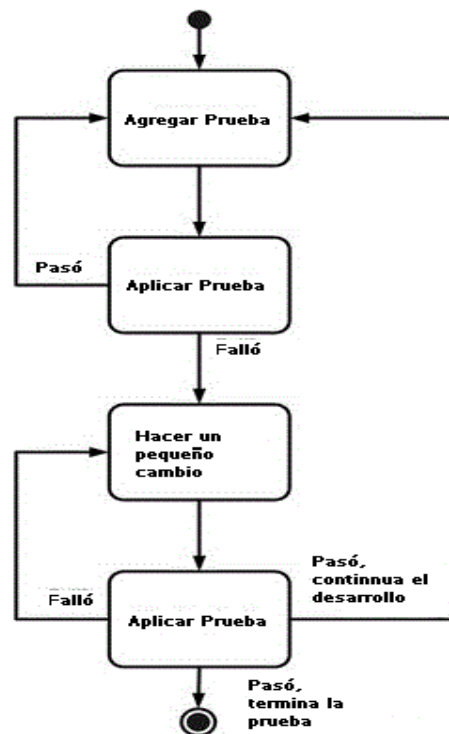 Agregar Prueba
Pasó
Aplicar Prueba
Falló
Hacer un
pequeño
cambio
Falló
Aplicar Prueba
Pasó,
continnua el
desarrollo
Pasó,
termina la
prueba